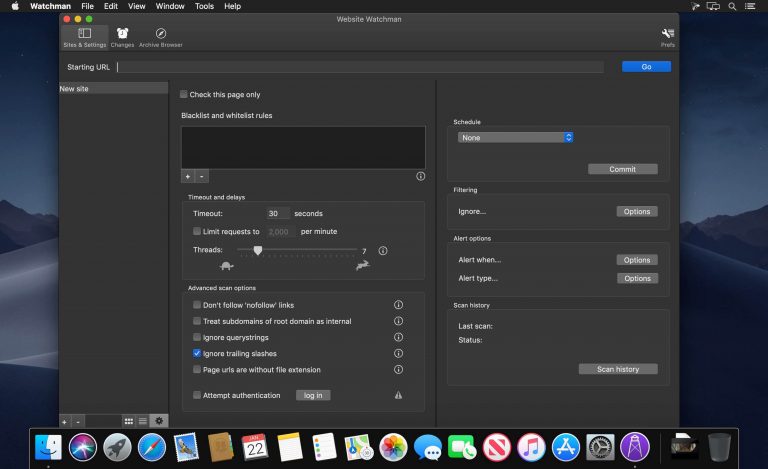 Watchman File Edit View Window Tools Help
Website Watchman
Sites & Settings Changes Archive Browser Prefs
Starting URL Go
New site
Check this page only
Blacklist and whitelist rules
+ -
Timeout and delays
Timeout: 30 seconds
Limit requests to 2,000 per minute
Threads: 7
Advanced scan options
Don't follow 'nofollow' links
Treat subdomains of root domain as internal
Ignore querystrings
Ignore trailing slashes
Page urls are without file extension
Attempt authentication log in
Schedule
None
Commit
Filtering
Ignore... Options
Alert options
Alert when... Options
Alert type... Options
Scan history
Last scan:
Status:
Scan history
+ -
JAN
22